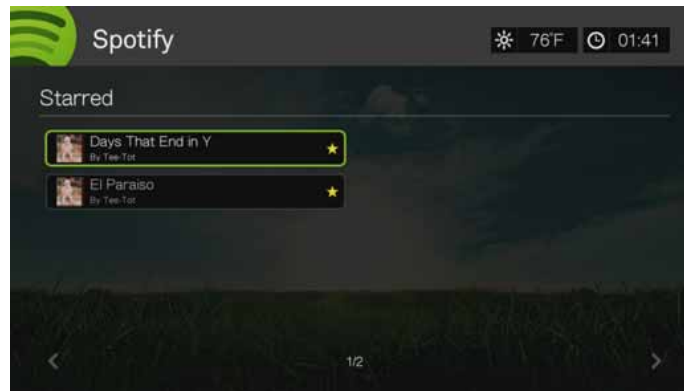 Spotify
76°F
01:41
Starred
Days That End in Y
By Tee-Tot
El Paraiso
By Tee-Tot
1/2